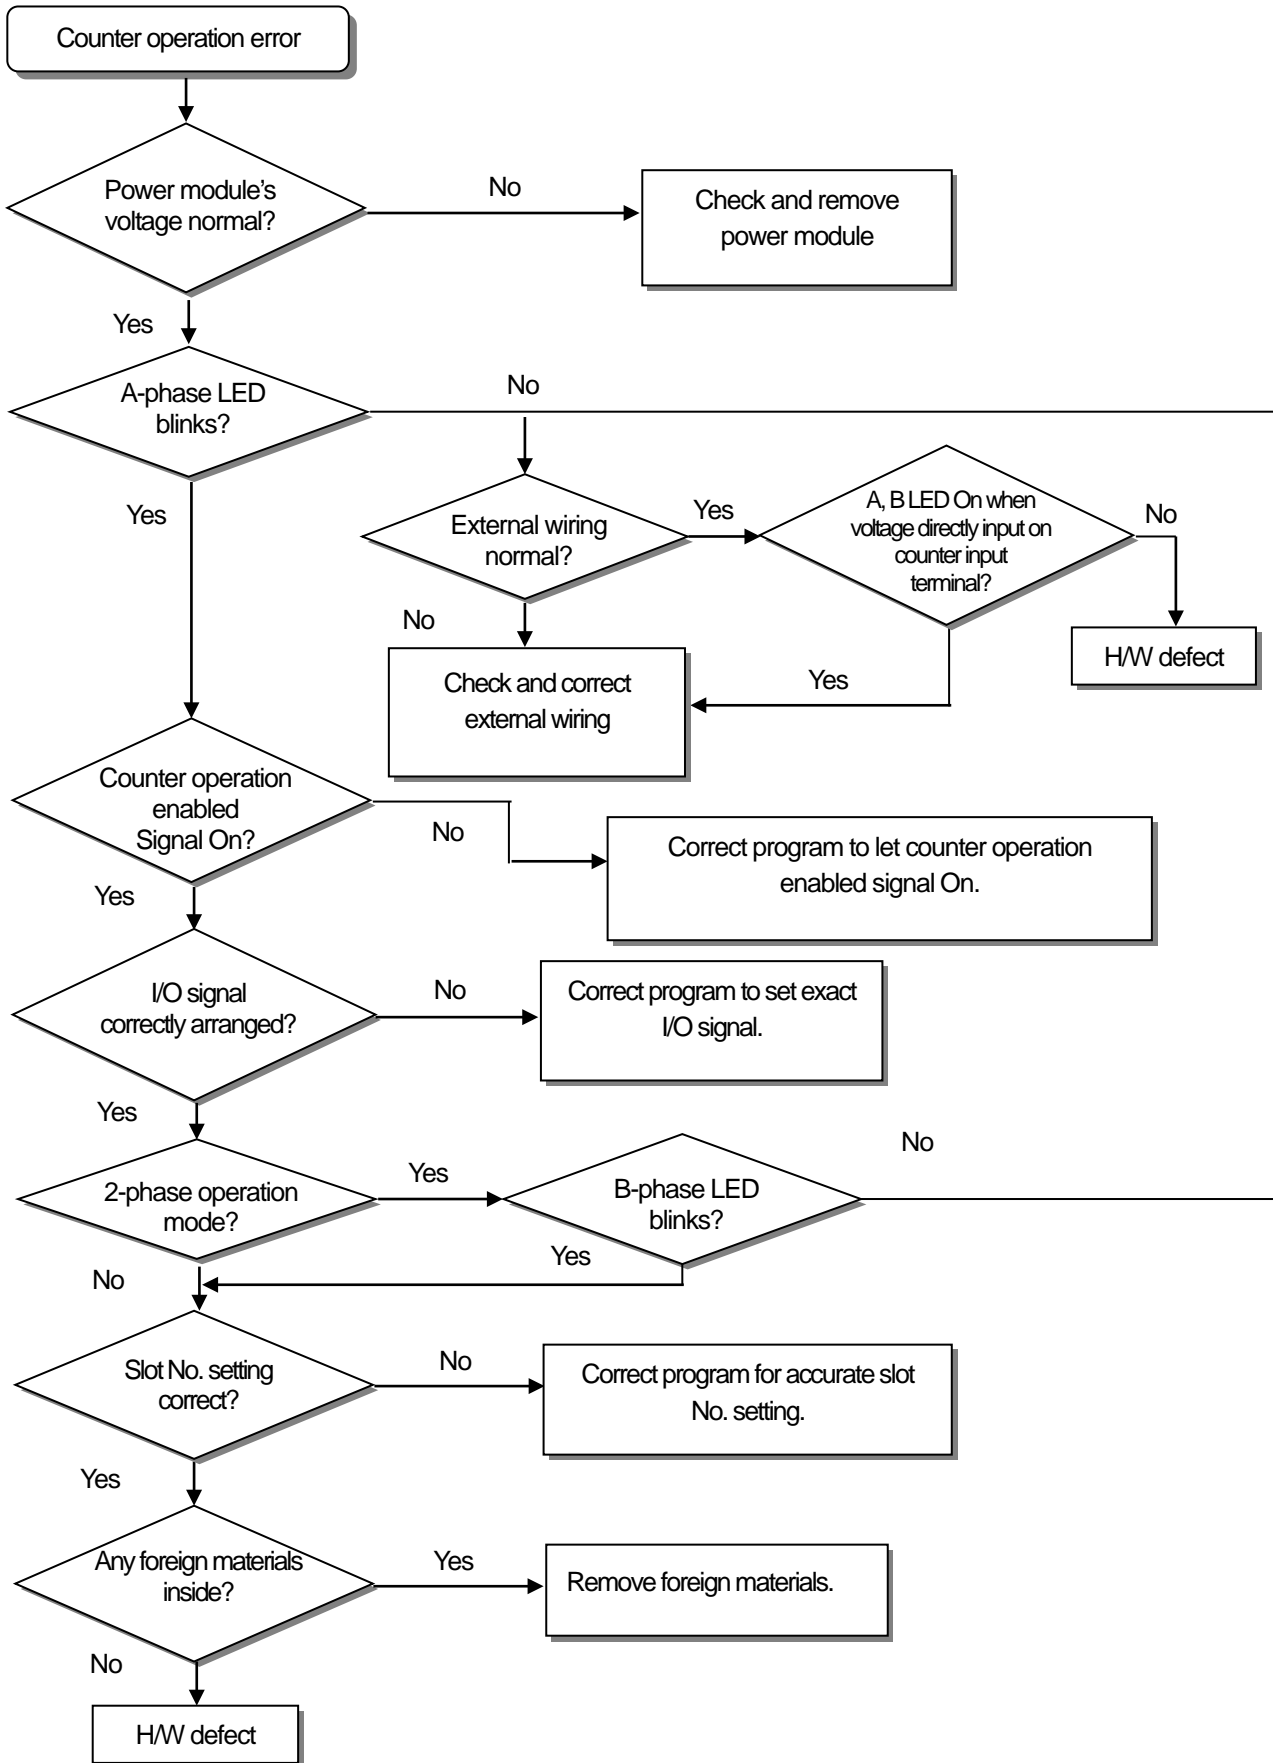 Counter operation error
Power module's
voltage normal?
No
Check and remove
power module
Yes
A-phase LED
blinks?
No
Yes
External wiring
normal?
Yes
A, B LED On when
voltage directly input on
counter input
terminal?
No
H/W defect
No
Check and correct
external wiring
Yes
Counter operation
enabled
Signal On?
No
Correct program to let counter operation
enabled signal On.
Yes
I/O signal
correctly arranged?
No
Correct program to set exact
I/O signal.
Yes
2-phase operation
mode?
Yes
B-phase LED
blinks?
No
Yes
No
Slot No. setting
correct?
No
Correct program for accurate slot
No. setting.
Yes
Any foreign materials
inside?
Yes
Remove foreign materials.
No
H/W defect